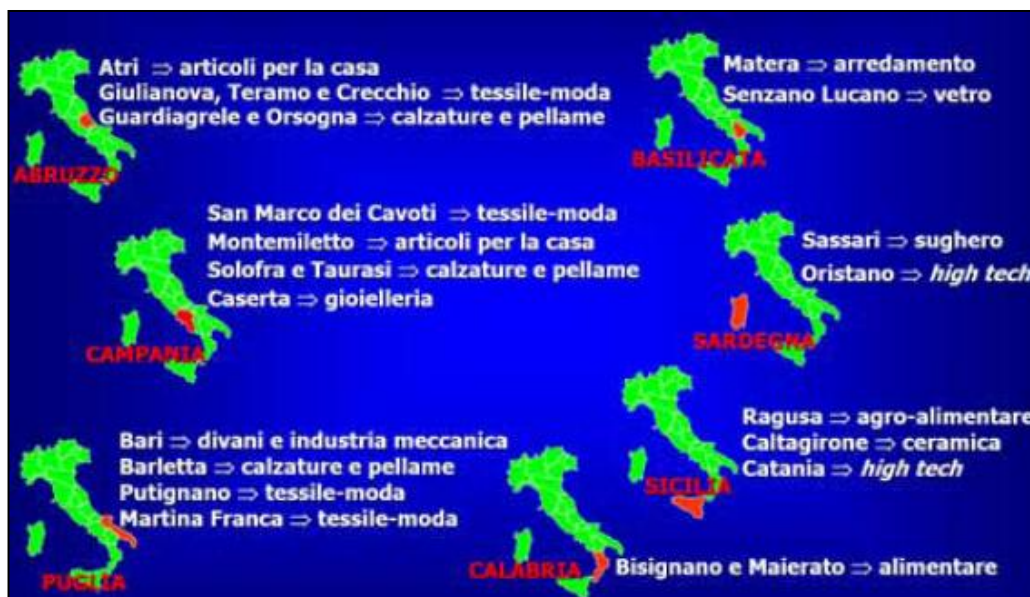 Atri ⇒ articoli per la casa
Giulianova, Teramo e Crecchio ⇒ tessile-moda
Guardiagrele e Orsogna ⇒ calzature e pellame
ABRUZZO
Matera ⇒ arredamento
Senzano Lucano ⇒ vetro
BASILICATA
San Marco dei Cavoti ⇒ tessile-moda
Montemiletto ⇒ articoli per la casa
Solofra e Taurasi ⇒ calzature e pellame
Caserta ⇒ gioielleria
CAMPANIA
Sassari ⇒ sughero
Oristano ⇒ high tech
SARDEGNA
Ragusa ⇒ agro-alimentare
Caltagirone ⇒ ceramica
Catania ⇒ high tech
SICILIA
Bari ⇒ divani e industria meccanica
Barletta ⇒ calzature e pellame
Putignano ⇒ tessile-moda
Martina Franca ⇒ tessile-moda
PUGLIA
Bisignano e Maierato ⇒ alimentare
CALABRIA